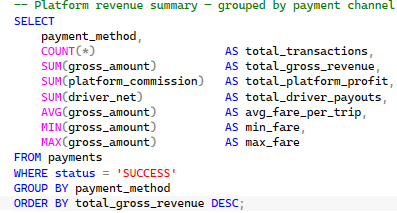 -- Platform revenue summary – grouped by payment channel
SELECT
    payment_method,
    COUNT(*)                  AS total_transactions,
    SUM(gross_amount)         AS total_gross_revenue,
    SUM(platform_commission)  AS total_platform_profit,
    SUM(driver_net)           AS total_driver_payouts,
    AVG(gross_amount)         AS avg_fare_per_trip,
    MIN(gross_amount)         AS min_fare,
    MAX(gross_amount)         AS max_fare
FROM payments
WHERE status = 'SUCCESS'
GROUP BY payment_method
ORDER BY total_gross_revenue DESC;